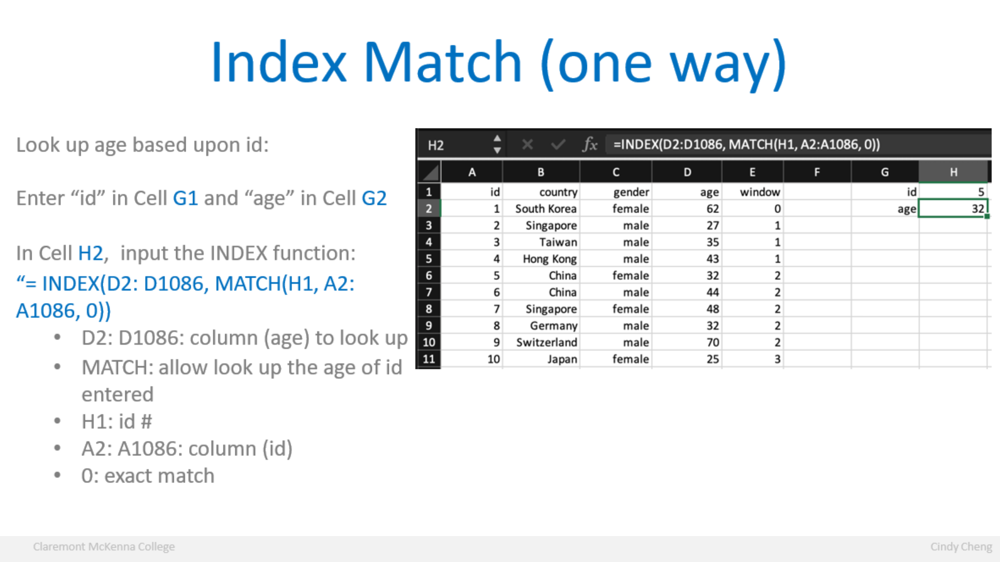 Index Match (one way)
Look up age based upon id:
Enter “id” in Cell G1 and “age” in Cell G2
In Cell H2,  input the INDEX function:
“= INDEX(D2: D1086, MATCH(H1, A2:
A1086, 0))
• D2: D1086: column (age) to look up
• MATCH: allow look up the age of id
entered
• H1: id #
• A2: A1086: column (id)
• 0: exact match
H2 fx =INDEX(D2:D1086, MATCH(H1, A2:A1086, 0))
A B C D E F G H
1 id country gender age window id 5
2 1 South Korea female 62 0 age 32
3 2 Singapore male 27 1
4 3 Taiwan male 35 1
5 4 Hong Kong male 43 1
6 5 China female 32 2
7 6 China male 44 2
8 7 Singapore female 48 2
9 8 Germany male 32 2
10 9 Switzerland male 70 2
11 10 Japan female 25 3
Claremont McKenna College
Cindy Cheng